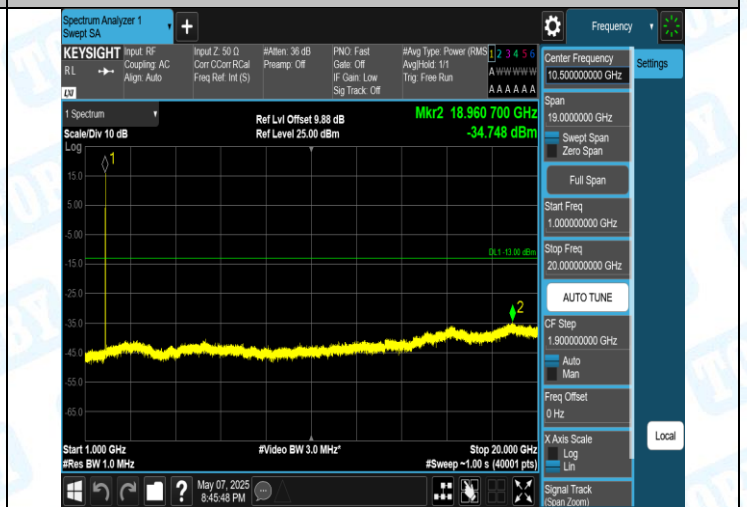 Spectrum Analyzer 1
Swept SA
+
Frequency
KEYSIGHT
Input: RF
Coupling: AC
Align: Auto
Input Z: 50 Ω
Corr CCorr RCal
Freq Ref: Int (S)
#Atten: 36 dB
Preamp: Off
PNO: Fast
Gate: Off
IF Gain: Low
Sig Track: Off
#Avg Type: Power (RMS
Avg|Hold: 1/1
Trig: Free Run
1 2 3 4 5 6
A W W W W W
A A A A A A
R L
LXI
1 Spectrum
Scale/Div 10 dB
Log
Ref Lvl Offset 9.88 dB
Ref Level 25.00 dBm
Mkr2 18.960 700 GHz
-34.748 dBm
1
15.0
5.00
-5.00
DL1 -13.00 dBm
-15.0
-25.0
2
-35.0
-45.0
-55.0
-65.0
Start 1.000 GHz
#Res BW 1.0 MHz
#Video BW 3.0 MHz*
Stop 20.000 GHz
#Sweep ~1.00 s (40001 pts)
?
May 07, 2025
8:45:48 PM
Center Frequency
10.500000000 GHz
Settings
Span
19.0000000 GHz
Swept Span
Zero Span
Full Span
Start Freq
1.000000000 GHz
Stop Freq
20.000000000 GHz
AUTO TUNE
CF Step
1.900000000 GHz
Auto
Man
Freq Offset
0 Hz
X Axis Scale
Log
Lin
Local
Signal Track
(Span Zoom)